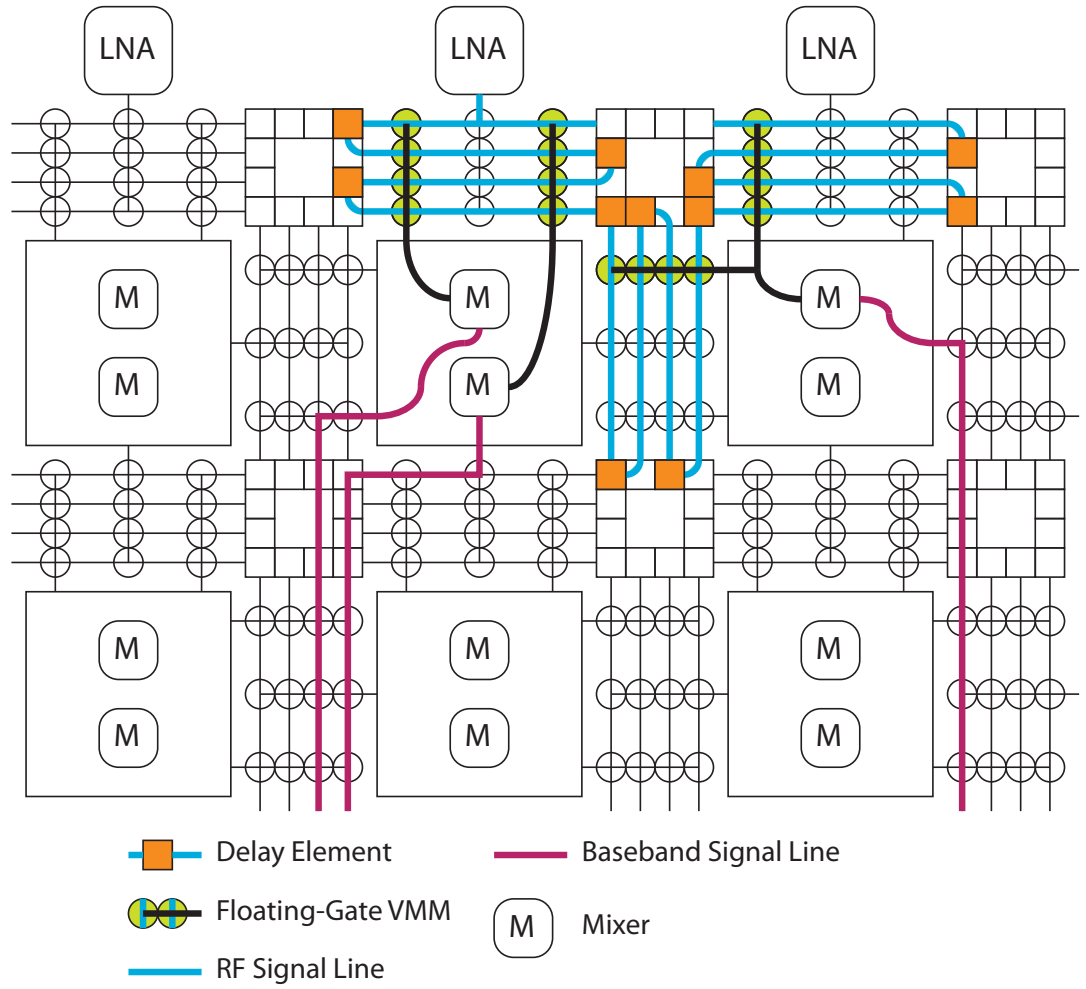 LNA LNA LNA
M M M
M M M
M M M
M M M
Delay Element
Baseband Signal Line
Floating-Gate VMM
M Mixer
RF Signal Line